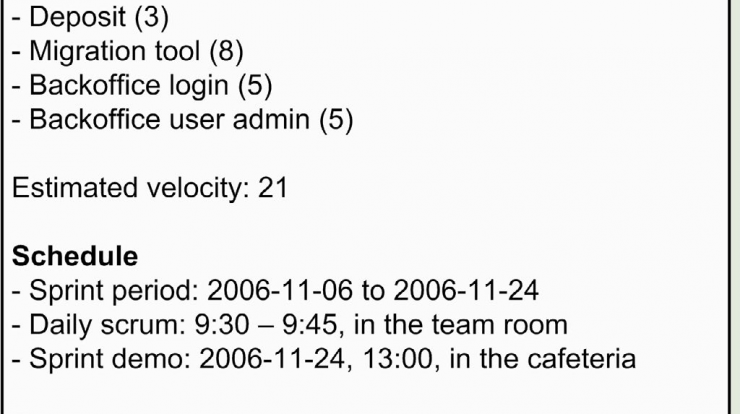 - Deposit (3)
- Migration tool (8)
- Backoffice login (5)
- Backoffice user admin (5)
Estimated velocity: 21
Schedule
- Sprint period: 2006-11-06 to 2006-11-24
- Daily scrum: 9:30 – 9:45, in the team room
- Sprint demo: 2006-11-24, 13:00, in the cafeteria